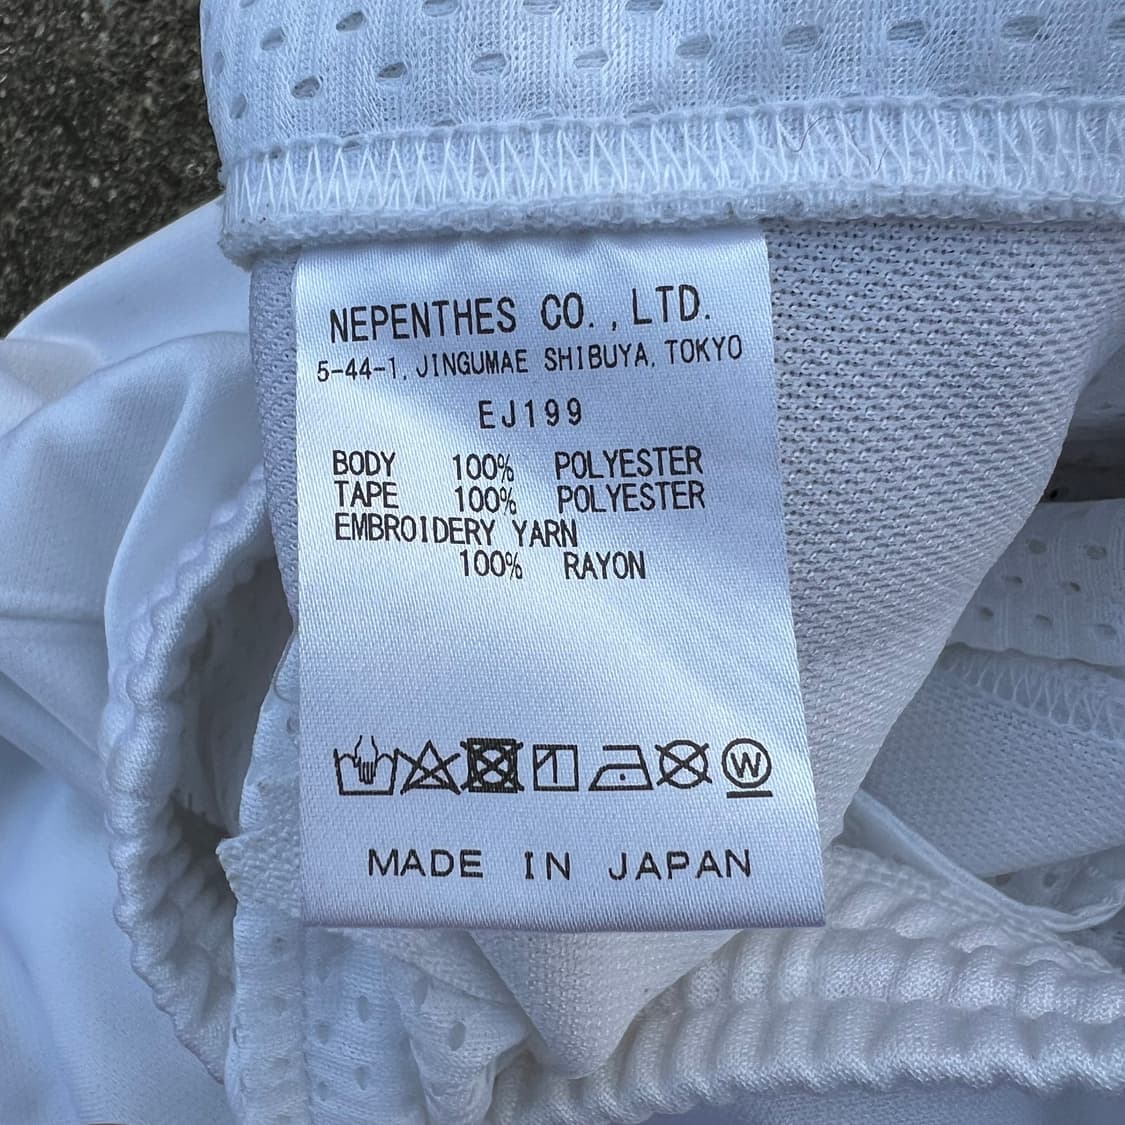 NEPENTHES CO.,LTD.
5-44-1, JINGUMAE SHIBUYA, TOKYO
EJ199
BODY 100% POLYESTER
TAPE 100% POLYESTER
EMBROIDERY YARN
100% RAYON
W
MADE IN JAPAN